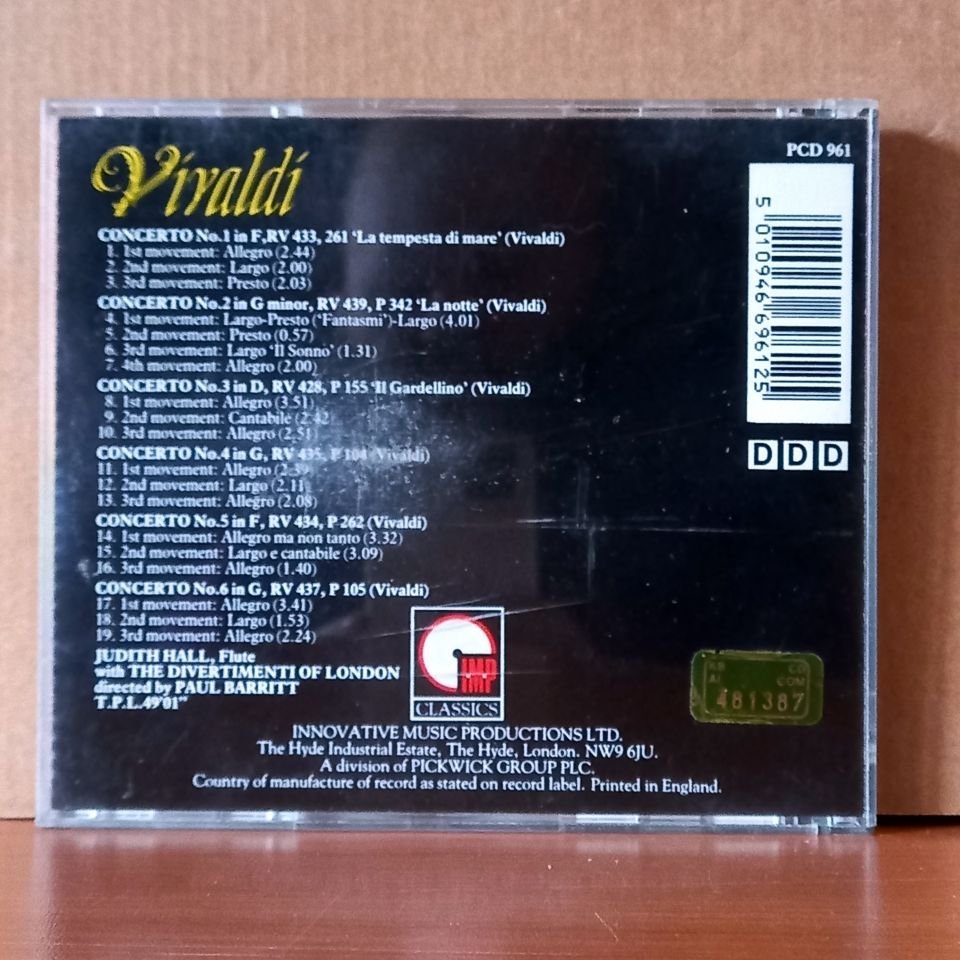 Vivaldi
PCD 961
CONCERTO No.1 in F,RV 433, 261 'La tempesta di mare' (Vivaldi)
1. 1st movement: Allegro (2.44)
2. 2nd movement: Largo (2.00)
3. 3rd movement: Presto (2.03)
CONCERTO No.2 in G minor, RV 439, P 342 'La notte' (Vivaldi)
4. 1st movement: Largo-Presto ('Fantasmi')-Largo (4.01)
5. 2nd movement: Presto (0.57)
6. 3rd movement: Largo 'Il Sonno' (1.31)
7. 4th movement: Allegro (2.00)
CONCERTO No.3 in D, RV 428, P 155 'Il Gardellino' (Vivaldi)
8. 1st movement: Allegro (3.51)
9. 2nd movement: Cantabile (2.42
10. 3rd movement: Allegro (2.51)
CONCERTO No.4 in G, RV 435, P 104 (Vivaldi)
11. 1st movement: Allegro (2.39
12. 2nd movement: Largo (2.11
13. 3rd movement: Allegro (2.08)
CONCERTO No.5 in F, RV 434, P 262 (Vivaldi)
14. 1st movement: Allegro ma non tanto (3.32)
15. 2nd movement: Largo e cantabile (3.09)
16. 3rd movement: Allegro (1.40)
CONCERTO No.6 in G, RV 437, P 105 (Vivaldi)
17. 1st movement: Allegro (3.41)
18. 2nd movement: Largo (1.53)
19. 3rd movement: Allegro (2.24)
JUDITH HALL, Flute
with THE DIVERTIMENTI OF LONDON
directed by PAUL BARRITT
T.P.L.49'01"
5 010946 696125
DDD
IMP
CLASSICS
CD
COM
481387
INNOVATIVE MUSIC PRODUCTIONS LTD.
The Hyde Industrial Estate, The Hyde, London. NW9 6JU.
A division of PICKWICK GROUP PLC.
Country of manufacture of record as stated on record label. Printed in England.